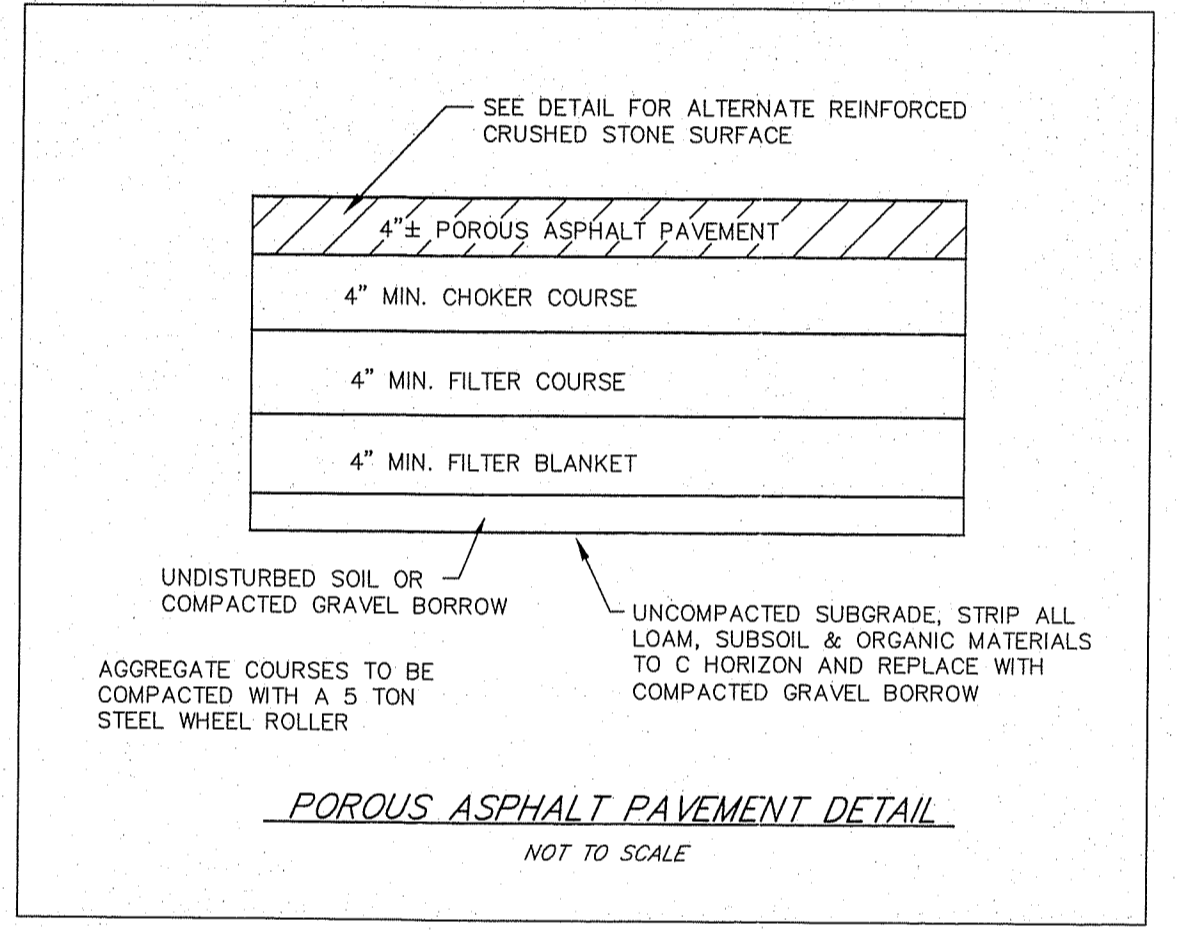 SEE DETAIL FOR ALTERNATE REINFORCED
CRUSHED STONE SURFACE
4"± POROUS ASPHALT PAVEMENT
4" MIN. CHOKER COURSE
4" MIN. FILTER COURSE
4" MIN. FILTER BLANKET
UNDISTURBED SOIL OR
COMPACTED GRAVEL BORROW
UNCOMPACTED SUBGRADE, STRIP ALL
LOAM, SUBSOIL & ORGANIC MATERIALS
TO C HORIZON AND REPLACE WITH
COMPACTED GRAVEL BORROW
AGGREGATE COURSES TO BE
COMPACTED WITH A 5 TON
STEEL WHEEL ROLLER
POROUS ASPHALT PAVEMENT DETAIL
NOT TO SCALE